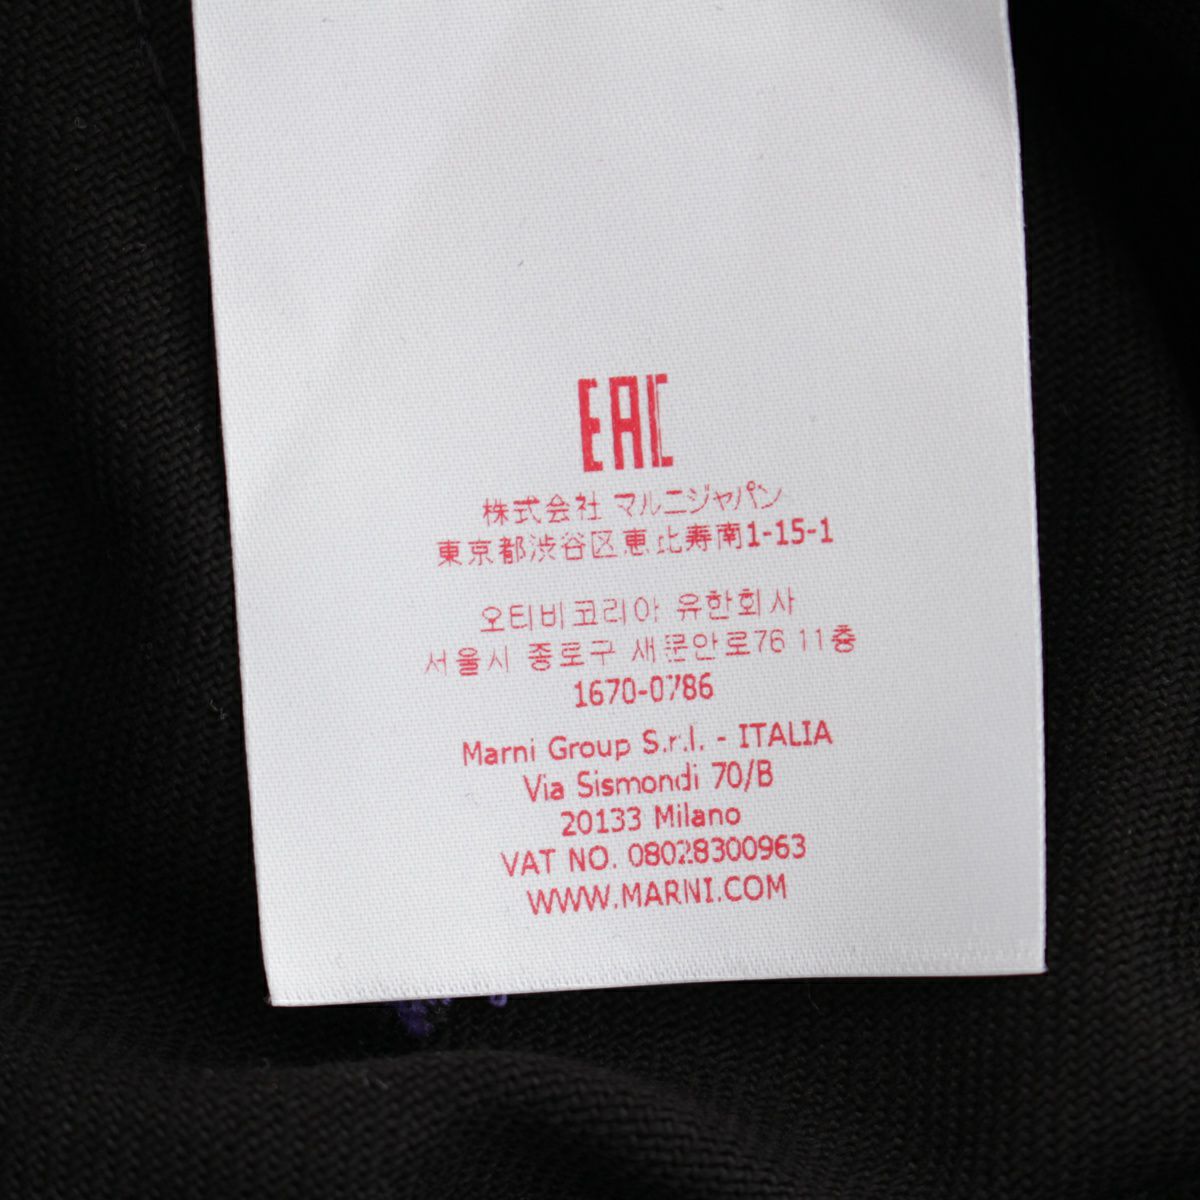 EAC
株式会社 マルニジャパン
東京都渋谷区恵比寿南1-15-1
오티비코리아 유한회사
서울시 종로구 새문안로76 11층
1670-0786
Marni Group S.r.l. - ITALIA
Via Sismondi 70/B
20133 Milano
VAT NO. 08028300963
WWW.MARNI.COM